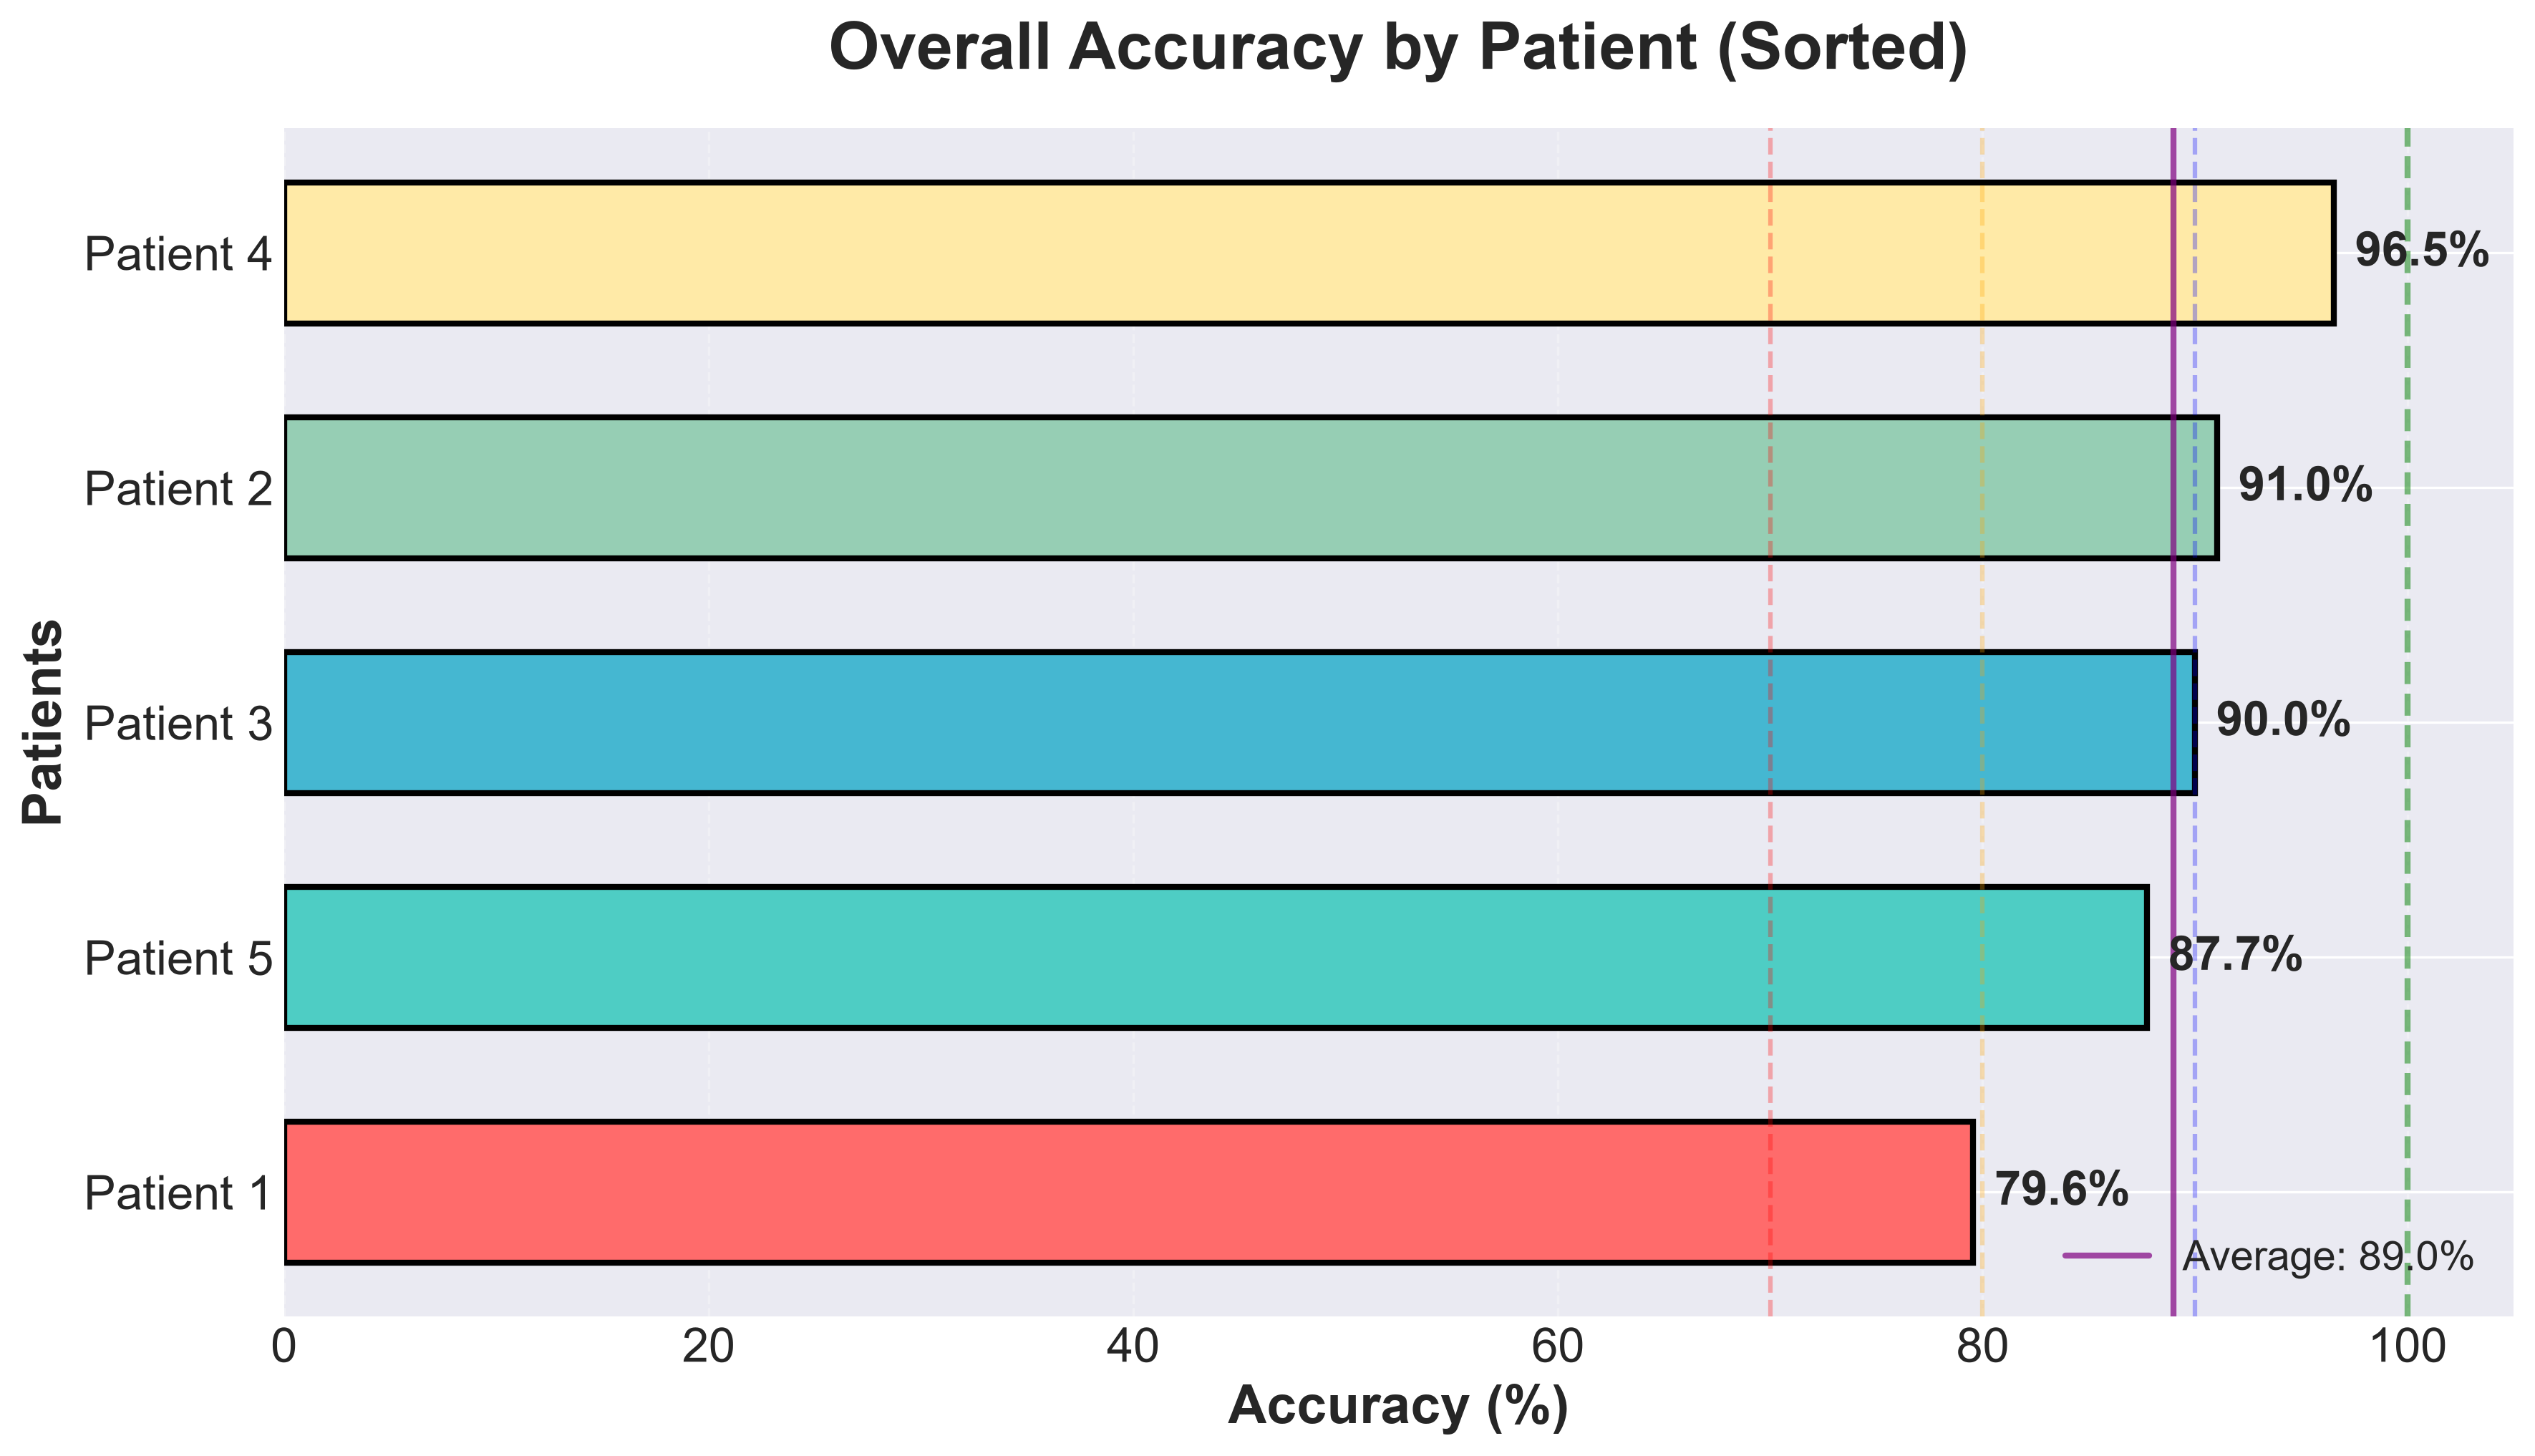 Overall Accuracy by Patient (Sorted)
Patients
Patient 4
96.5%
Patient 2
91.0%
Patient 3
90.0%
Patient 5
87.7%
Patient 1
79.6%
Average: 89.0%
0 20 40 60 80 100
Accuracy (%)